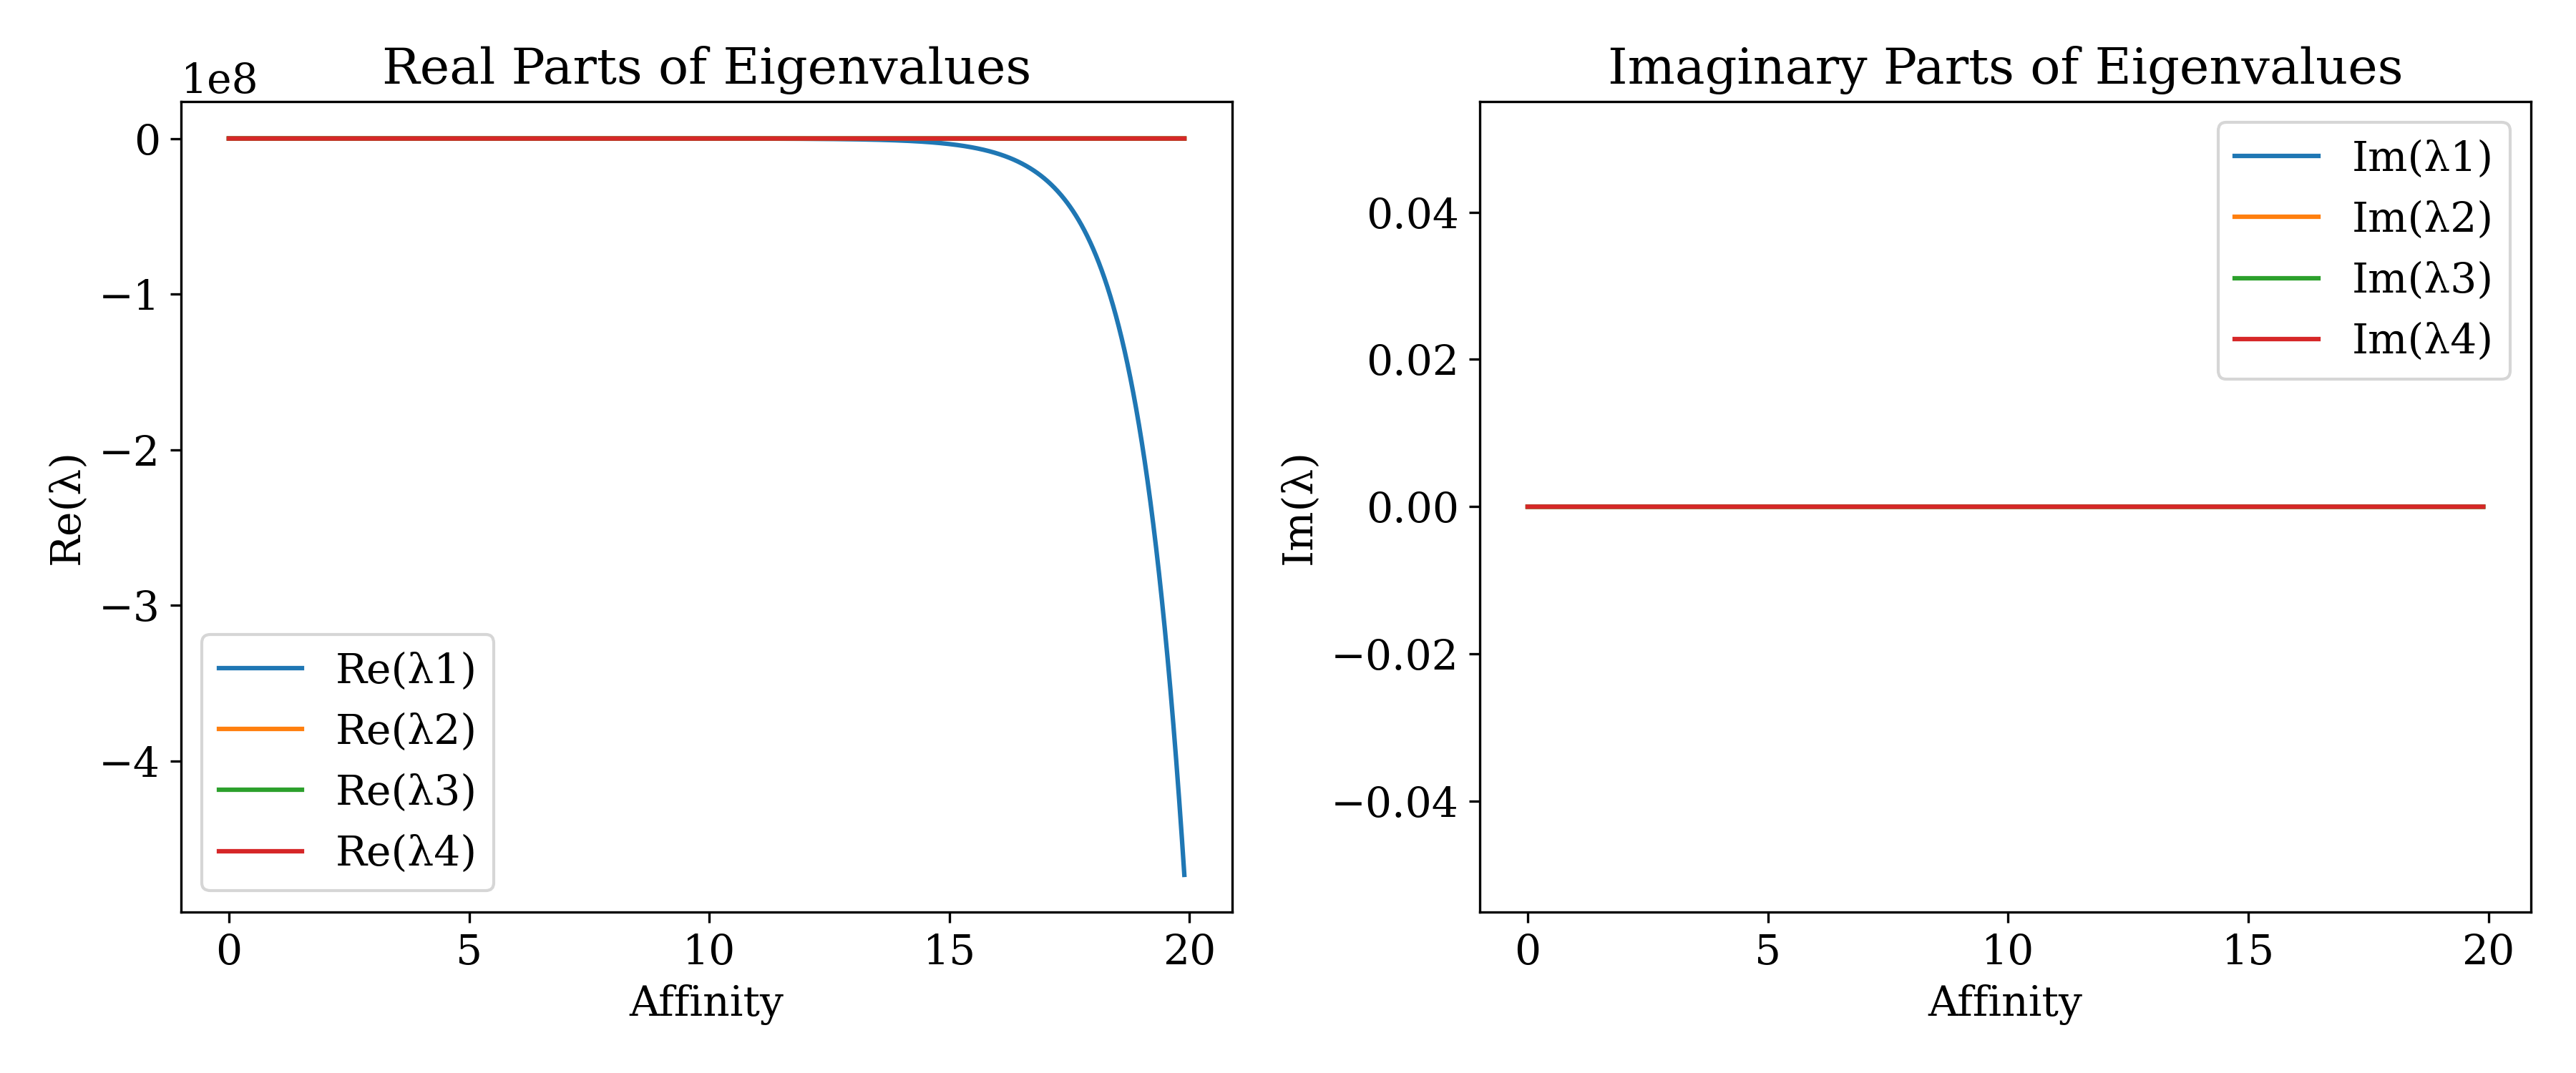 Real Parts of Eigenvalues
1e8
0
−1
−2
−3
−4
Re(λ)
Re(λ1)
Re(λ2)
Re(λ3)
Re(λ4)
0 5 10 15 20
Affinity
Imaginary Parts of Eigenvalues
0.04
0.02
0.00
−0.02
−0.04
Im(λ)
Im(λ1)
Im(λ2)
Im(λ3)
Im(λ4)
0 5 10 15 20
Affinity